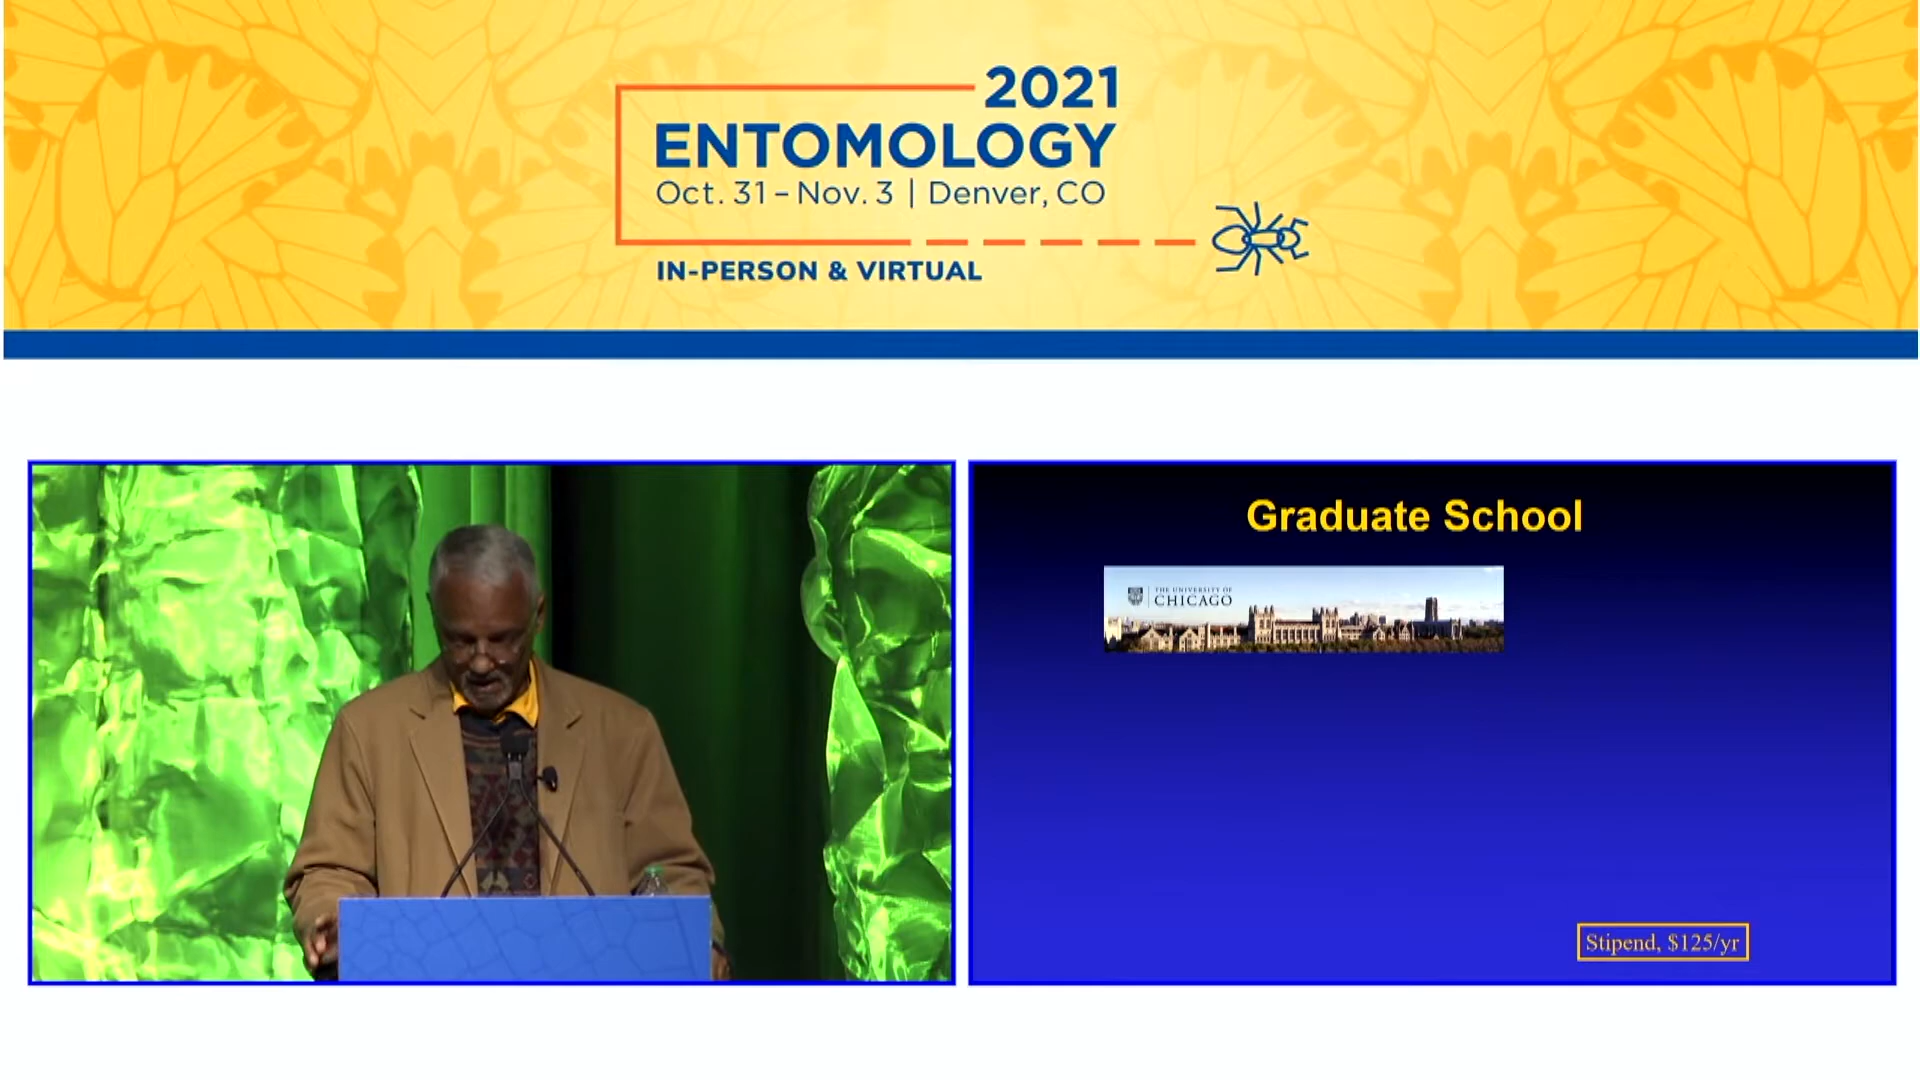 2021
ENTOMOLOGY
Oct. 31 – Nov. 3 | Denver, CO
IN-PERSON & VIRTUAL
Graduate School
THE UNIVERSITY OF
CHICAGO
Stipend, $125/yr